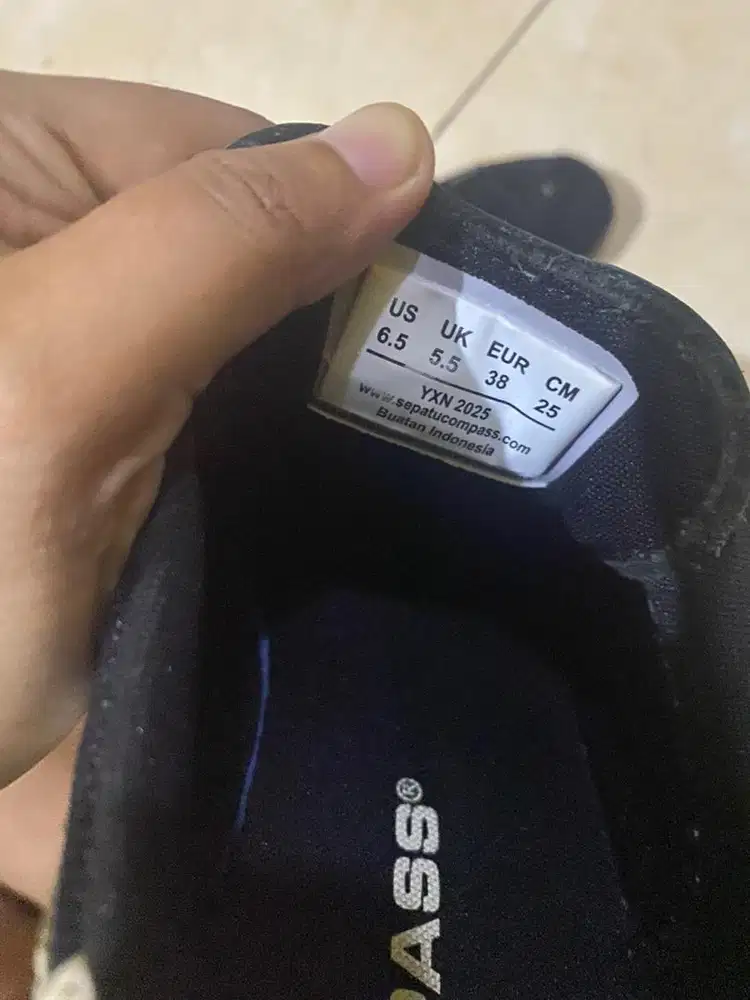 US UK EUR CM
6.5 5.5 38 25
YXN 2025
www.sepatucompass.com
Buatan Indonesia
PASS®